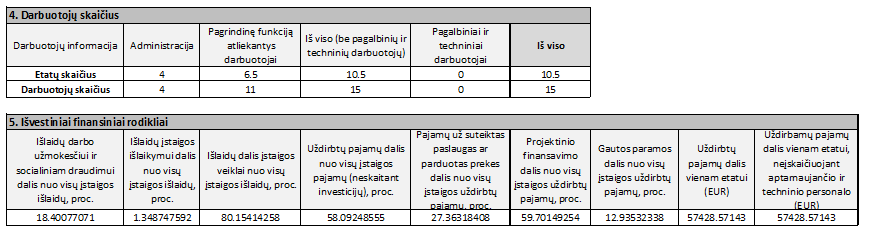 4. Darbuotojų skaičius
Darbuotojų informacija
Administracija
Pagrindinę funkciją
atliekantys
darbuotojai
Iš viso (be pagalbinių ir
techninių darbuotojų)
Pagalbiniai ir
techniniai
darbuotojai
Iš viso
Etatų skaičius 4 6.5 10.5 0 10.5
Darbuotojų skaičius 4 11 15 0 15
5. Išvestiniai finansiniai rodikliai
Išlaidų darbo
užmokesčiui ir
socialiniam draudimui
dalis nuo visų įstaigos
išlaidų, proc.
Išlaidų įstaigos
išlaikymui dalis
nuo visų
įstaigos išlaidų,
proc.
Išlaidų dalis įstaigos
veiklai nuo visų
įstaigos išlaidų, proc.
Uždirbtų pajamų dalis
nuo visų įstaigos
pajamų (neskaitant
investicijų), proc.
Pajamų už suteiktas
paslaugas ar
parduotas prekes
dalis nuo visų
įstaigos uždirbtų
pajamų, proc.
Projektinio
finansavimo
dalis nuo visų
įstaigos uždirbtų
pajamų, proc.
Gautos paramos
dalis nuo visų
įstaigos uždirbtų
pajamų, proc.
Uždirbtų
pajamų dalis
vienam etatui
(EUR)
Uždirbamų pajamų
dalis vienam etatui,
neįskaičiuojant
aptarnaujančio ir
techninio personalo
(EUR)
18.40077071 1.348747592 80.15414258 58.09248555 27.36318408 59.70149254 12.93532338 57428.57143 57428.57143